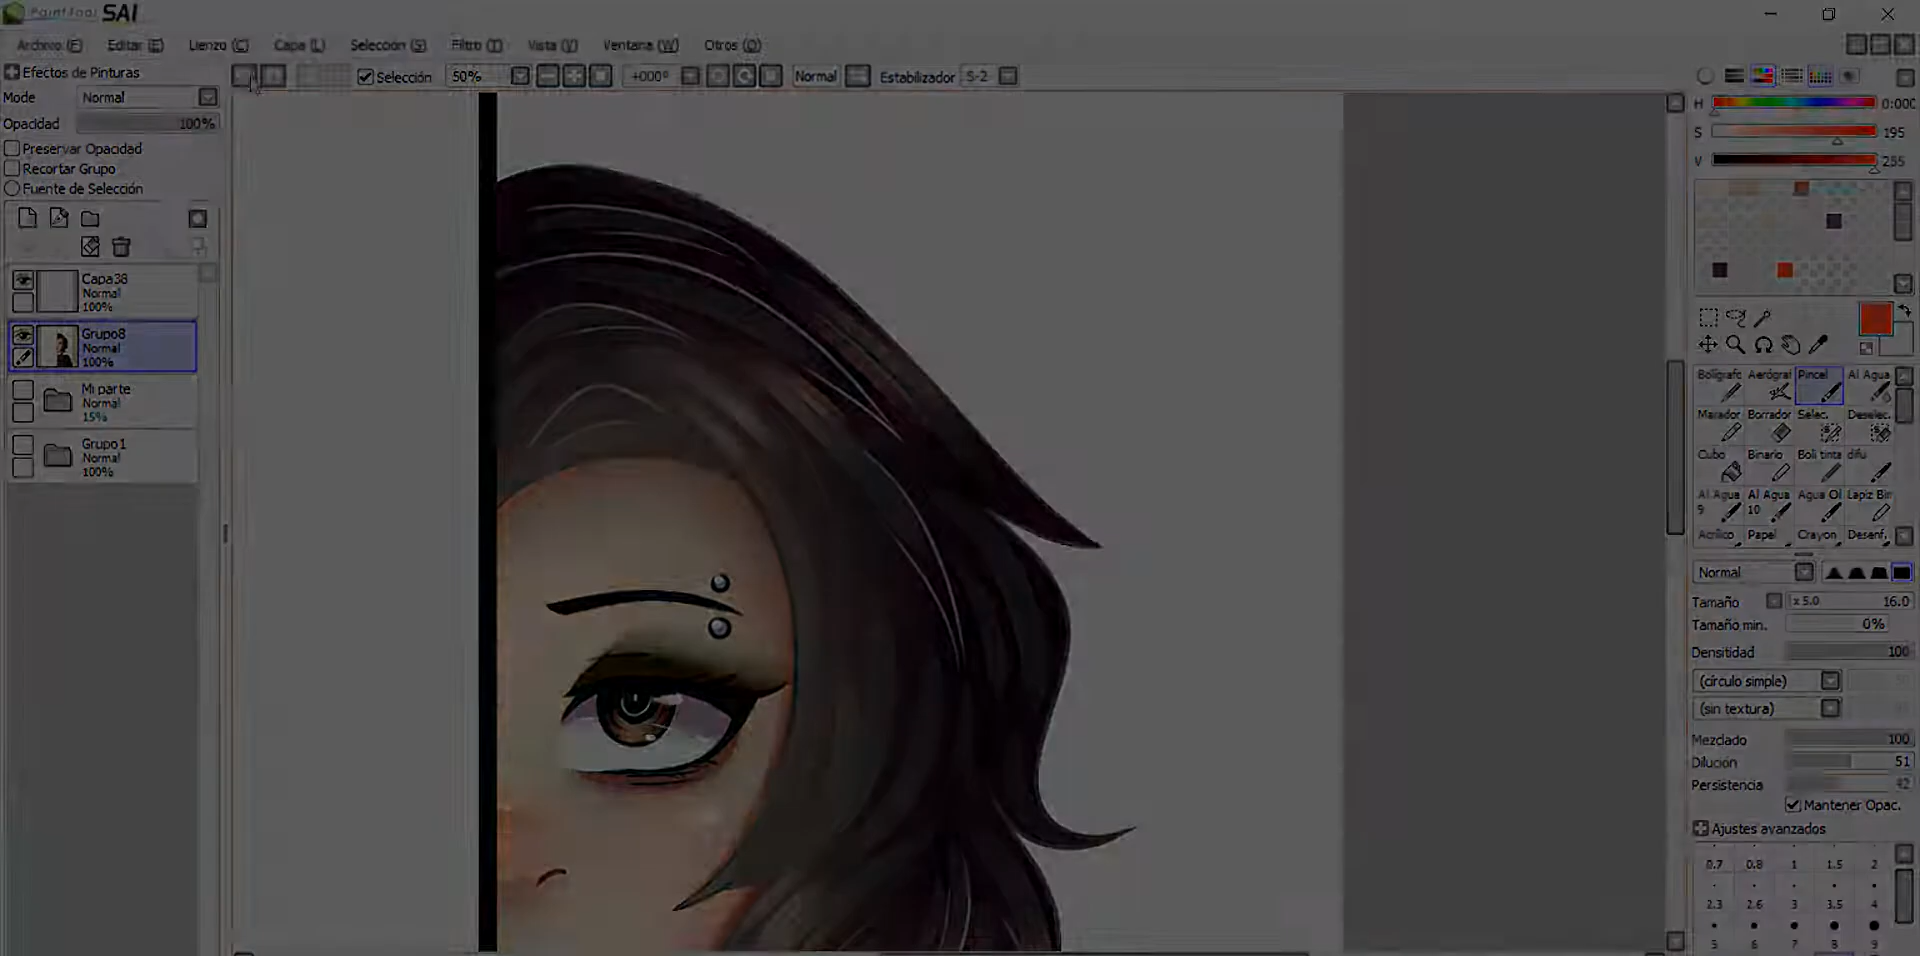 PaintTool SAI
Archivo (F) Editar (E) Lienzo (C) Capa (L) Selección (S) Filtro (T) Vista (V) Ventana (W) Otros (O)
Efectos de Pinturas
Selección 50% +000º Normal Estabilizador S-2
Mode Normal
Opacidad 100%
Preservar Opacidad
Recortar Grupo
Fuente de Selección
Capa38
Normal
100%
Grupo8
Normal
100%
Mi parte
Normal
15%
Grupo1
Normal
100%
H 0:000
S 195
V 255
Bolígrafo Aerógraf Pincel Al Agua
Marador Borrador Selec. Deselec.
Cubo Binario Boli tinta difu
Al Agua 9 Al Agua 10 Agua Ol Lapiz Bin
Acrilico Papel Crayon Desenf.
Normal
Tamaño x 5.0 16.0
Tamaño min. 0%
Densitidad 100
(círculo simple)
(sin textura)
Mezclado 100
Dilución 51
Persistencia 42
Mantener Opac.
Ajustes avanzados
0.7 0.8 1 1.5 2
2.3 2.6 3 3.5 4
5 6 7 8 9